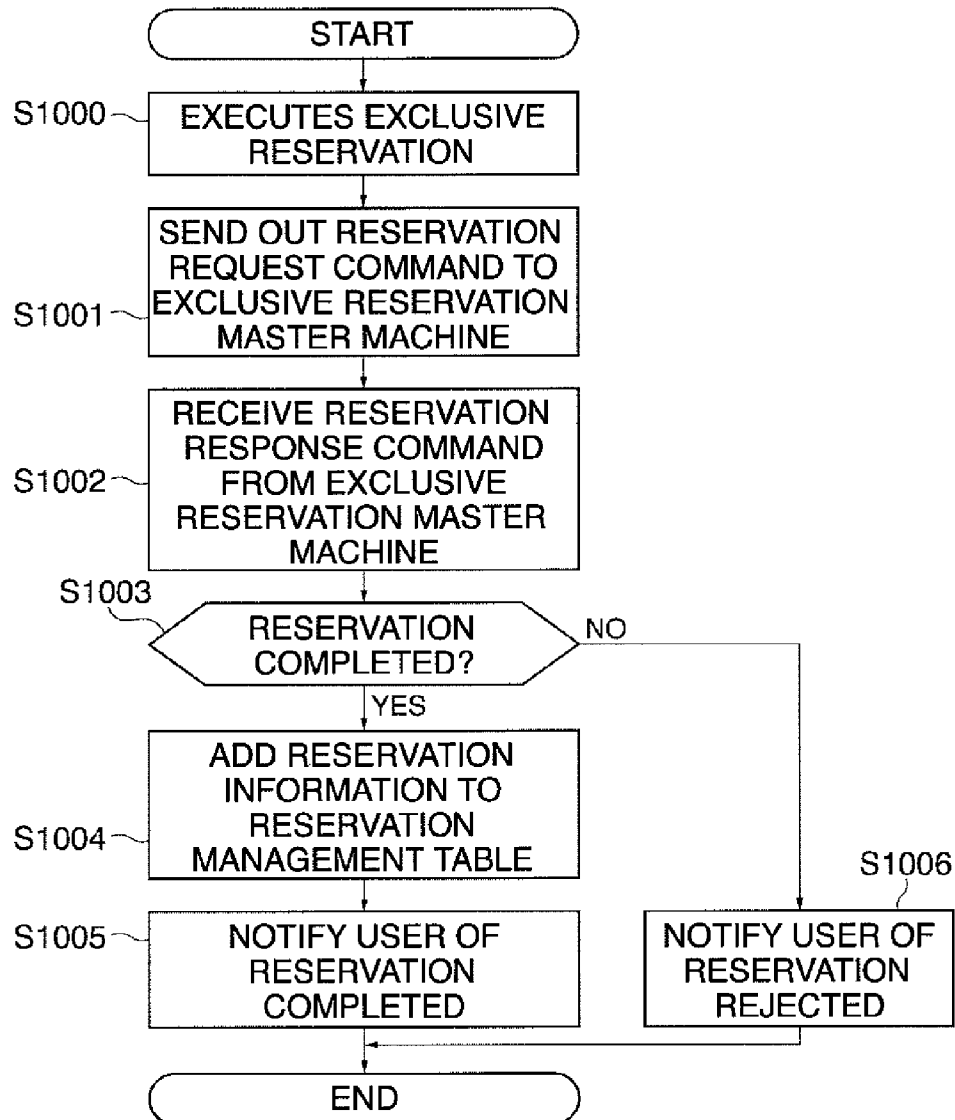 START
S1000
EXECUTES EXCLUSIVE
RESERVATION
SEND OUT RESERVATION
REQUEST COMMAND TO
EXCLUSIVE RESERVATION
MASTER MACHINE
S1001
RECEIVE RESERVATION
RESPONSE COMMAND
FROM EXCLUSIVE
RESERVATION MASTER
MACHINE
S1002
S1003
RESERVATION
COMPLETED?
NO
YES
ADD RESERVATION
INFORMATION TO
RESERVATION
MANAGEMENT TABLE
S1004
S1005
NOTIFY USER OF
RESERVATION
COMPLETED
S1006
NOTIFY USER OF
RESERVATION
REJECTED
END